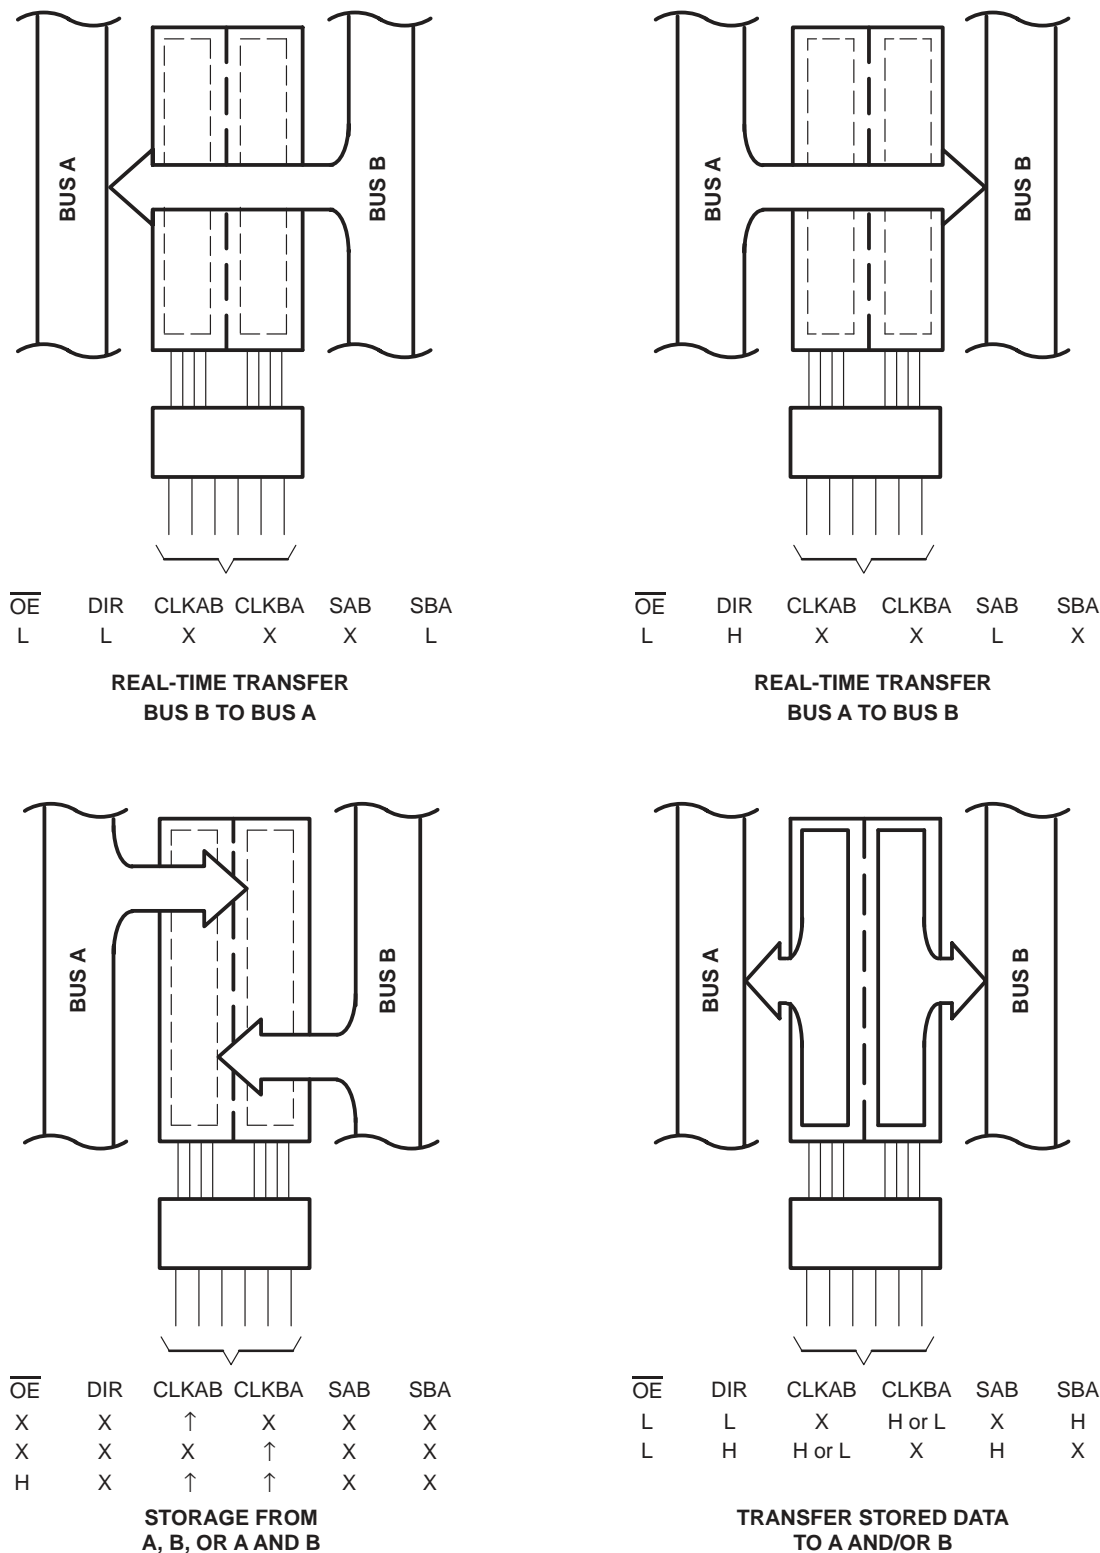 BUS A
BUS B
OE DIR CLKAB CLKBA SAB SBA
L L X X X L
REAL-TIME TRANSFER
BUS B TO BUS A
BUS A
BUS B
OE DIR CLKAB CLKBA SAB SBA
L H X X L X
REAL-TIME TRANSFER
BUS A TO BUS B
BUS A
BUS B
OE DIR CLKAB CLKBA SAB SBA
X X ↑ X X X
X X X ↑ X X
H X ↑ ↑ X X
STORAGE FROM
A, B, OR A AND B
BUS A
BUS B
OE DIR CLKAB CLKBA SAB SBA
L L X H or L X H
L H H or L X H X
TRANSFER STORED DATA
TO A AND/OR B